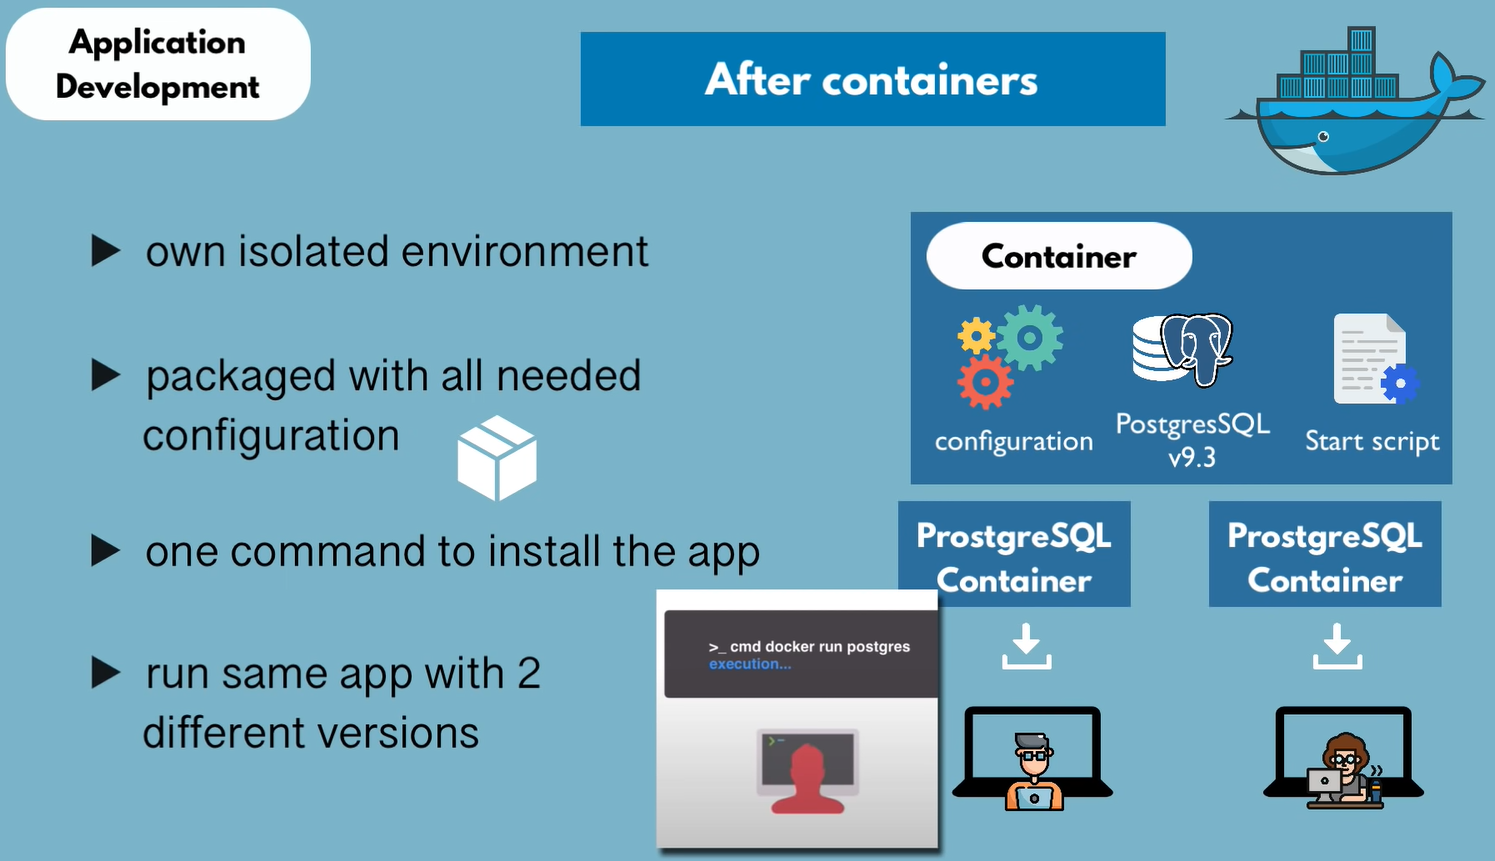 Application
Development
After containers
▶ own isolated environment
▶ packaged with all needed
configuration
▶ one command to install the app
▶ run same app with 2
different versions
Container
configuration
PostgresSQL
v9.3
Start script
ProstgreSQL
Container
ProstgreSQL
Container
>_ cmd docker run postgres
execution...